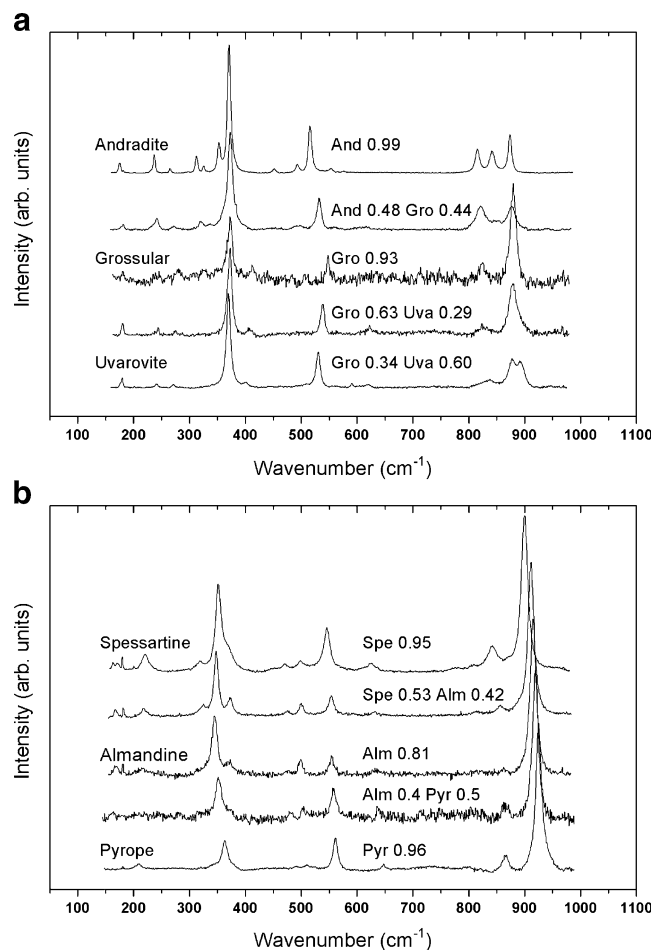 a
Intensity (arb. units)
Andradite And 0.99
And 0.48 Gro 0.44
Grossular Gro 0.93
Gro 0.63 Uva 0.29
Uvarovite Gro 0.34 Uva 0.60
100 200 300 400 500 600 700 800 900 1000 1100
Wavenumber (cm⁻¹)
b
Intensity (arb. units)
Spessartine Spe 0.95
Spe 0.53 Alm 0.42
Almandine Alm 0.81
Alm 0.4 Pyr 0.5
Pyrope Pyr 0.96
100 200 300 400 500 600 700 800 900 1000 1100
Wavenumber (cm⁻¹)